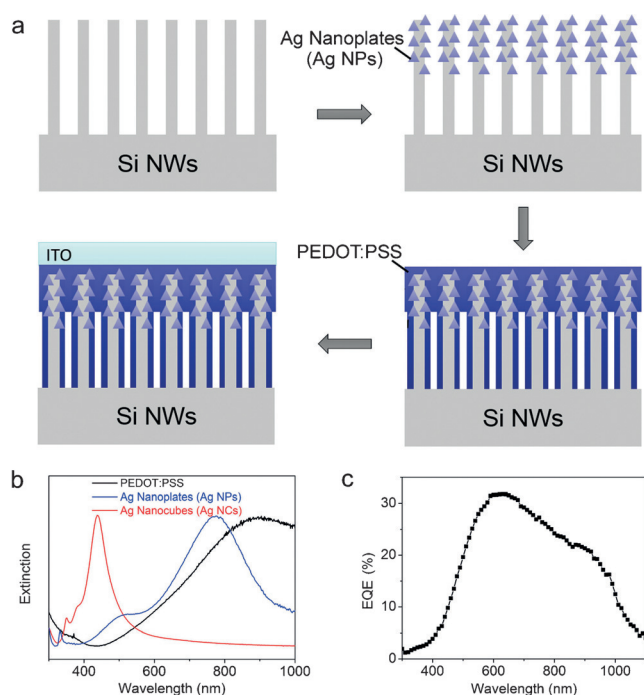 a
Ag Nanoplates
(Ag NPs)
Si NWs
Si NWs
ITO
PEDOT:PSS
Si NWs
Si NWs
b
PEDOT:PSS
Ag Nanoplates (Ag NPs)
Ag Nanocubes (Ag NCs)
Extinction
400
600
800
1000
Wavelength (nm)
c
30
20
10
0
EQE (%)
400
600
800
1000
Wavelength (nm)